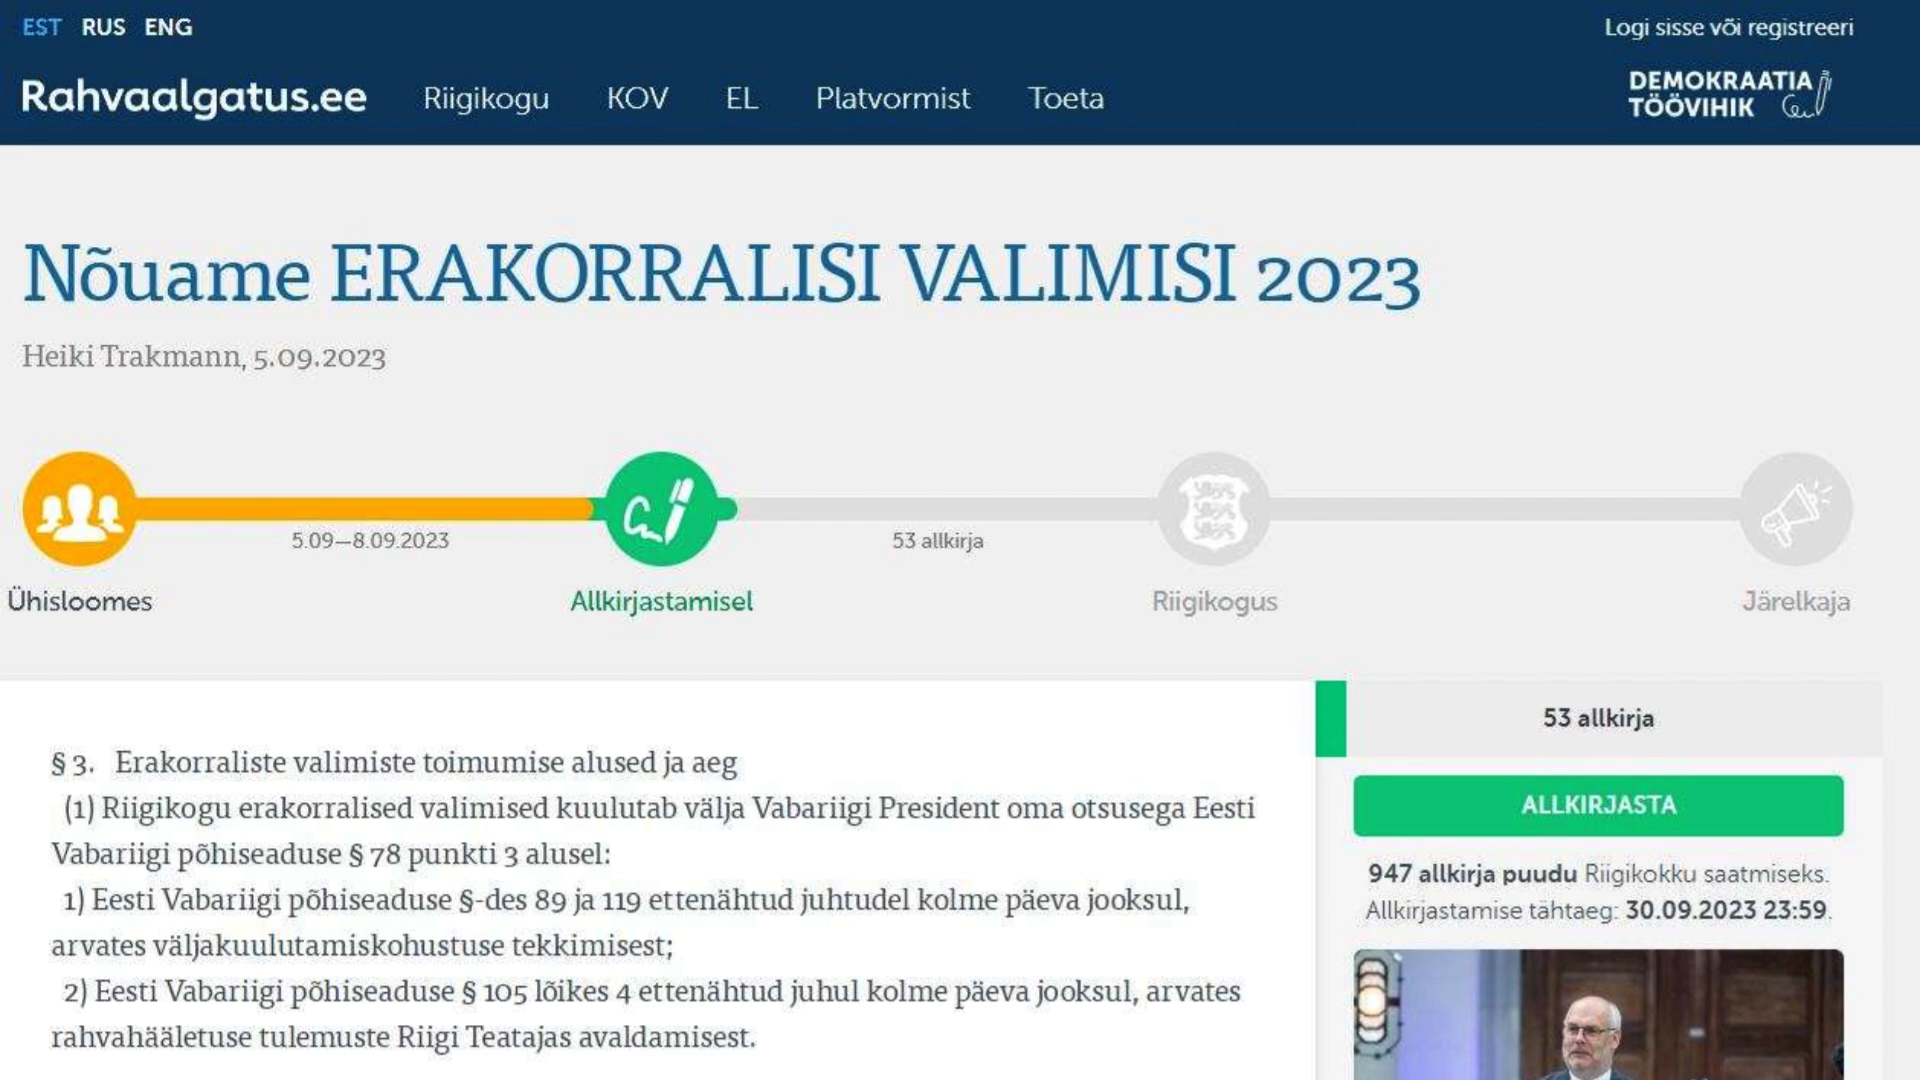 EST RUS ENG
Logi sisse või registreeri
Rahvaalgatus.ee Riigikogu KOV EL Platvormist Toeta
DEMOKRAATIA
TÖÖVIHIK
Nõuame ERAKORRALISI VALIMISI 2023
Heiki Trakmann, 5.09.2023
5.09—8.09.2023
53 allkirja
Ühisloomes
Allkirjastamisel
Riigikogus
Järelkaja
§ 3. Erakorraliste valimiste toimumise alused ja aeg
(1) Riigikogu erakorralised valimised kuulutab välja Vabariigi President oma otsusega Eesti
Vabariigi põhiseaduse § 78 punkti 3 alusel:
1) Eesti Vabariigi põhiseaduse §-des 89 ja 119 ettenähtud juhtudel kolme päeva jooksul,
arvates väljakuulutamiskohustuse tekkimisest;
2) Eesti Vabariigi põhiseaduse § 105 lõikes 4 ettenähtud juhul kolme päeva jooksul, arvates
rahvahääletuse tulemuste Riigi Teatajas avaldamisest.
53 allkirja
ALLKIRJASTA
947 allkirja puudu Riigikokku saatmiseks.
Allkirjastamise tähtaeg: 30.09.2023 23:59.